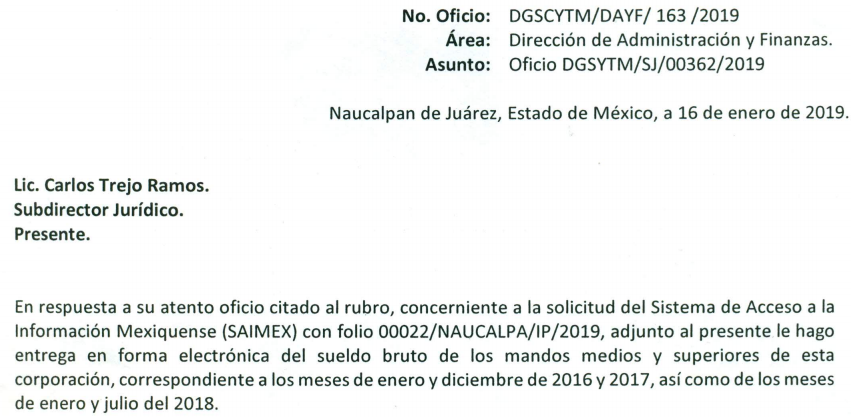 No. Oficio: DGSCYTM/DAYF/ 163 /2019
Área: Dirección de Administración y Finanzas.
Asunto: Oficio DGSYTM/SJ/00362/2019
Naucalpan de Juárez, Estado de México, a 16 de enero de 2019.
Lic. Carlos Trejo Ramos.
Subdirector Jurídico.
Presente.
En respuesta a su atento oficio citado al rubro, concerniente a la solicitud del Sistema de Acceso a la
Información Mexiquense (SAIMEX) con folio 00022/NAUCALPA/IP/2019, adjunto al presente le hago
entrega en forma electrónica del sueldo bruto de los mandos medios y superiores de esta
corporación, correspondiente a los meses de enero y diciembre de 2016 y 2017, así como de los meses
de enero y julio del 2018.